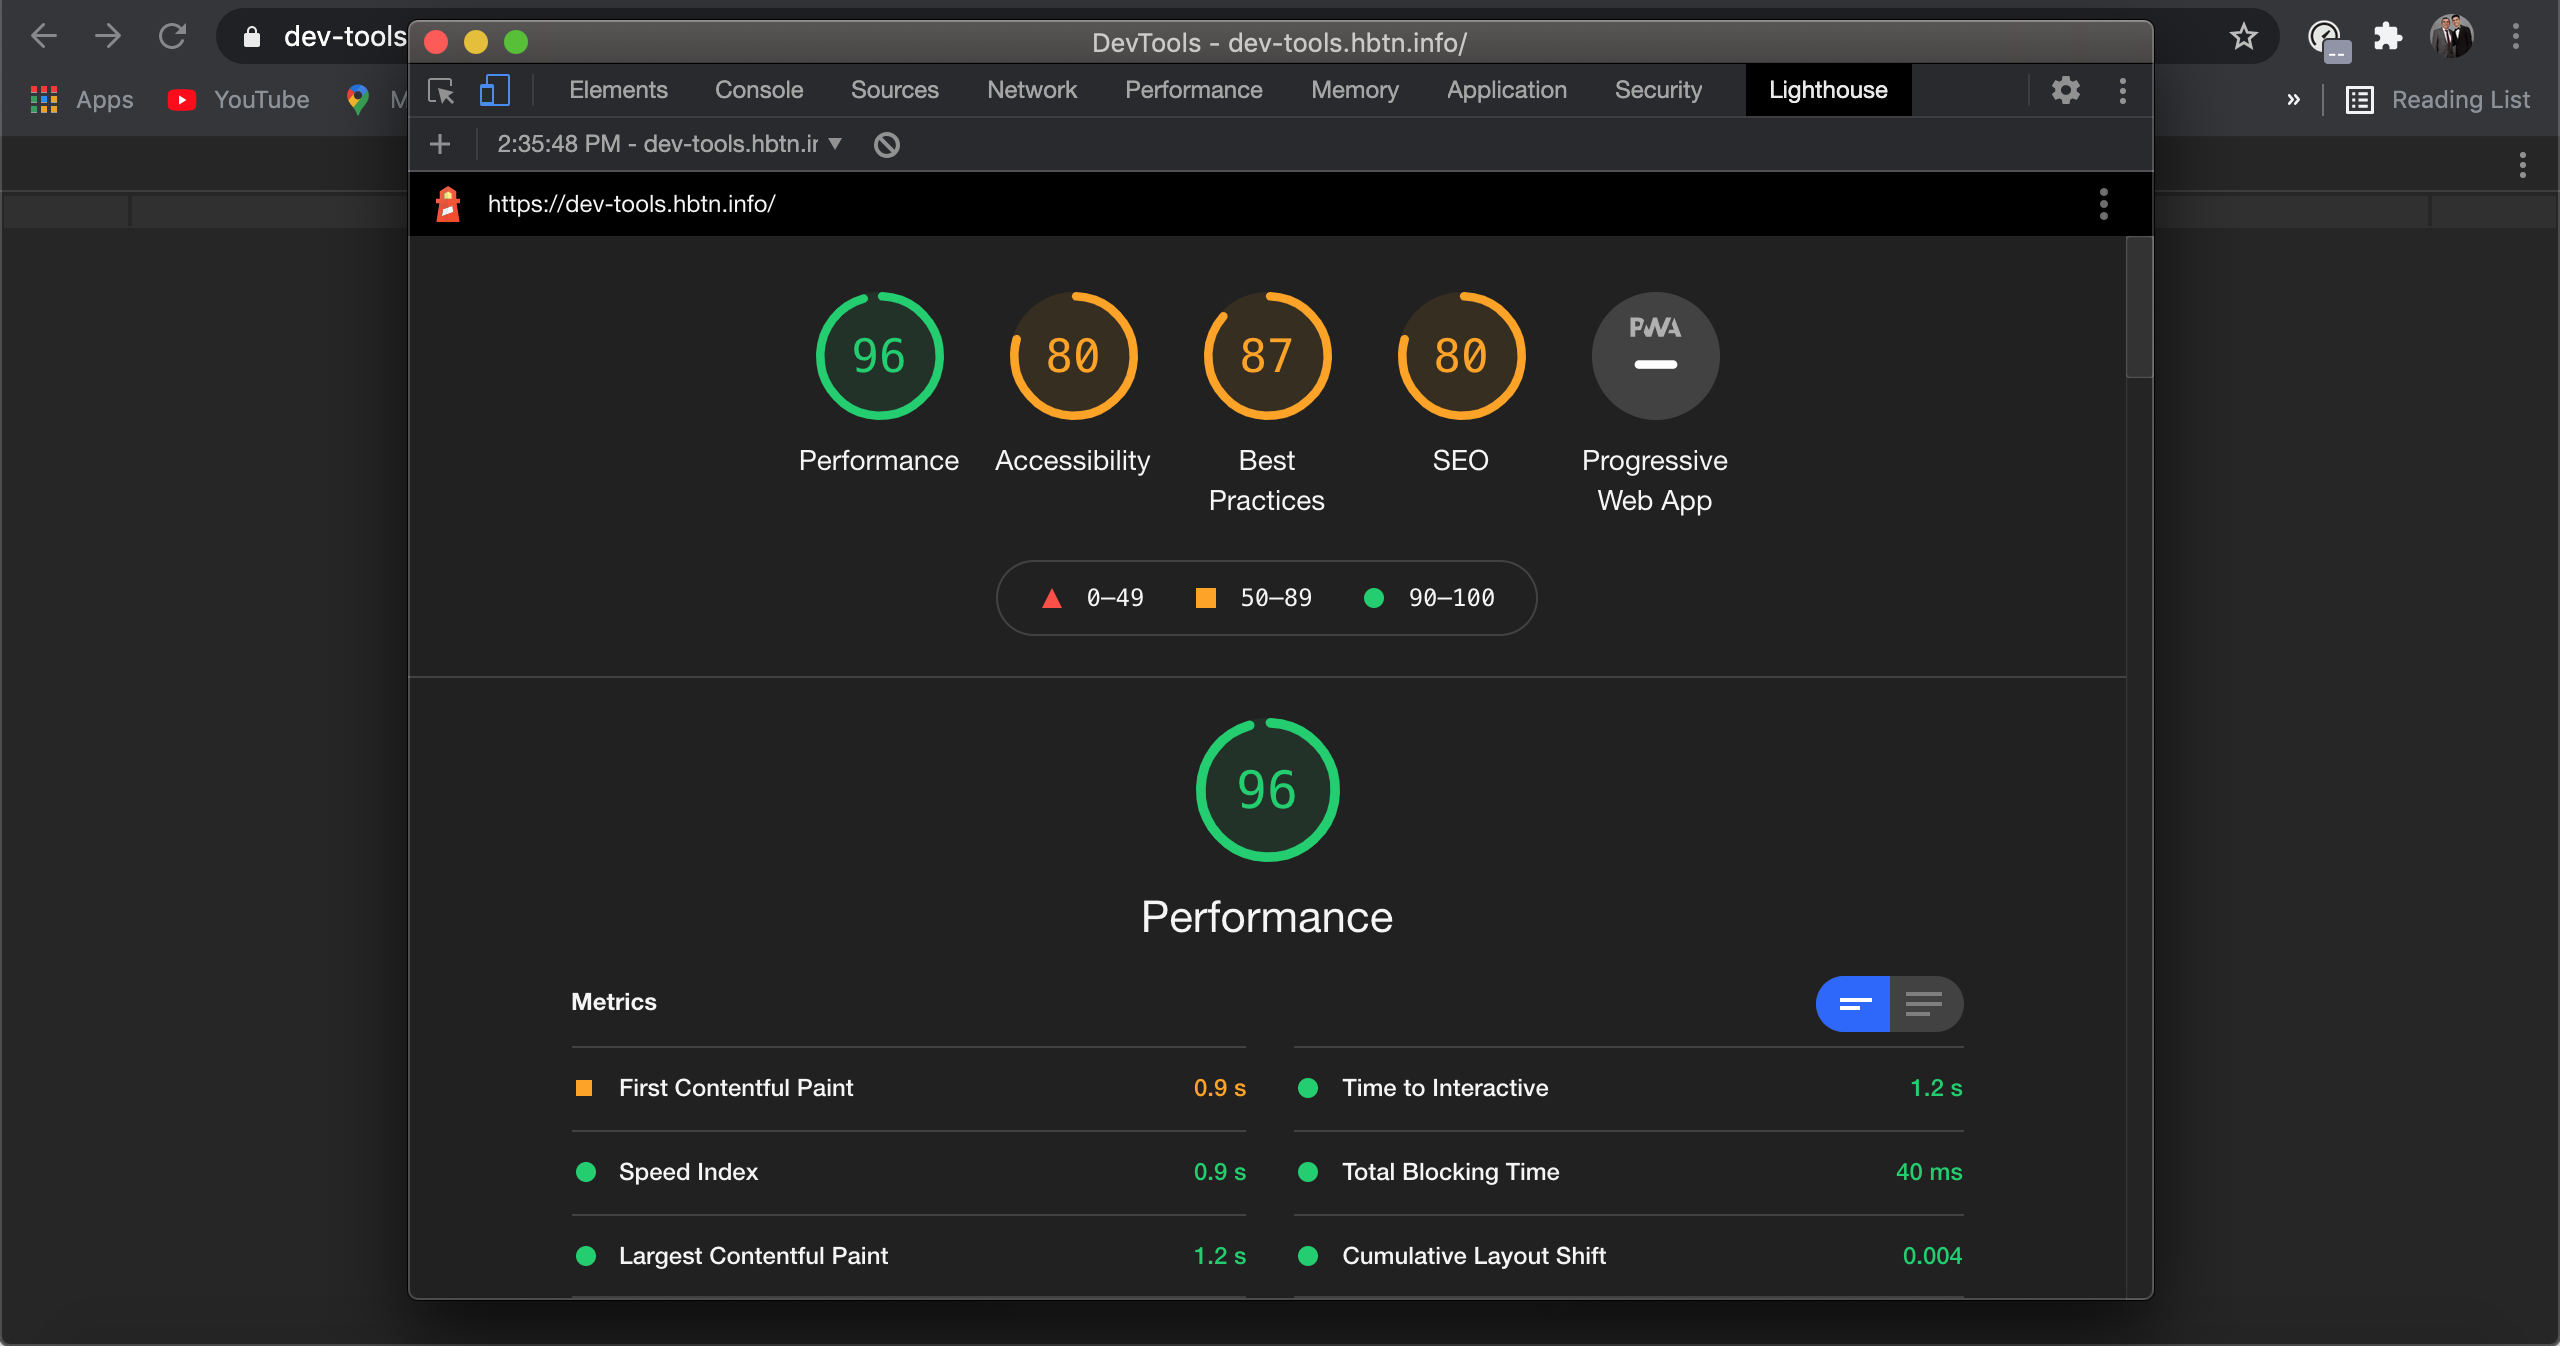 dev-tools
DevTools - dev-tools.hbtn.info/
Apps
YouTube
M
»
Reading List
Elements
Console
Sources
Network
Performance
Memory
Application
Security
Lighthouse
2:35:48 PM - dev-tools.hbtn.ir
https://dev-tools.hbtn.info/
96
80
87
80
PWA
Performance
Accessibility
Best
Practices
SEO
Progressive
Web App
0–49
50–89
90–100
96
Performance
Metrics
First Contentful Paint
0.9 s
Time to Interactive
1.2 s
Speed Index
0.9 s
Total Blocking Time
40 ms
Largest Contentful Paint
1.2 s
Cumulative Layout Shift
0.004